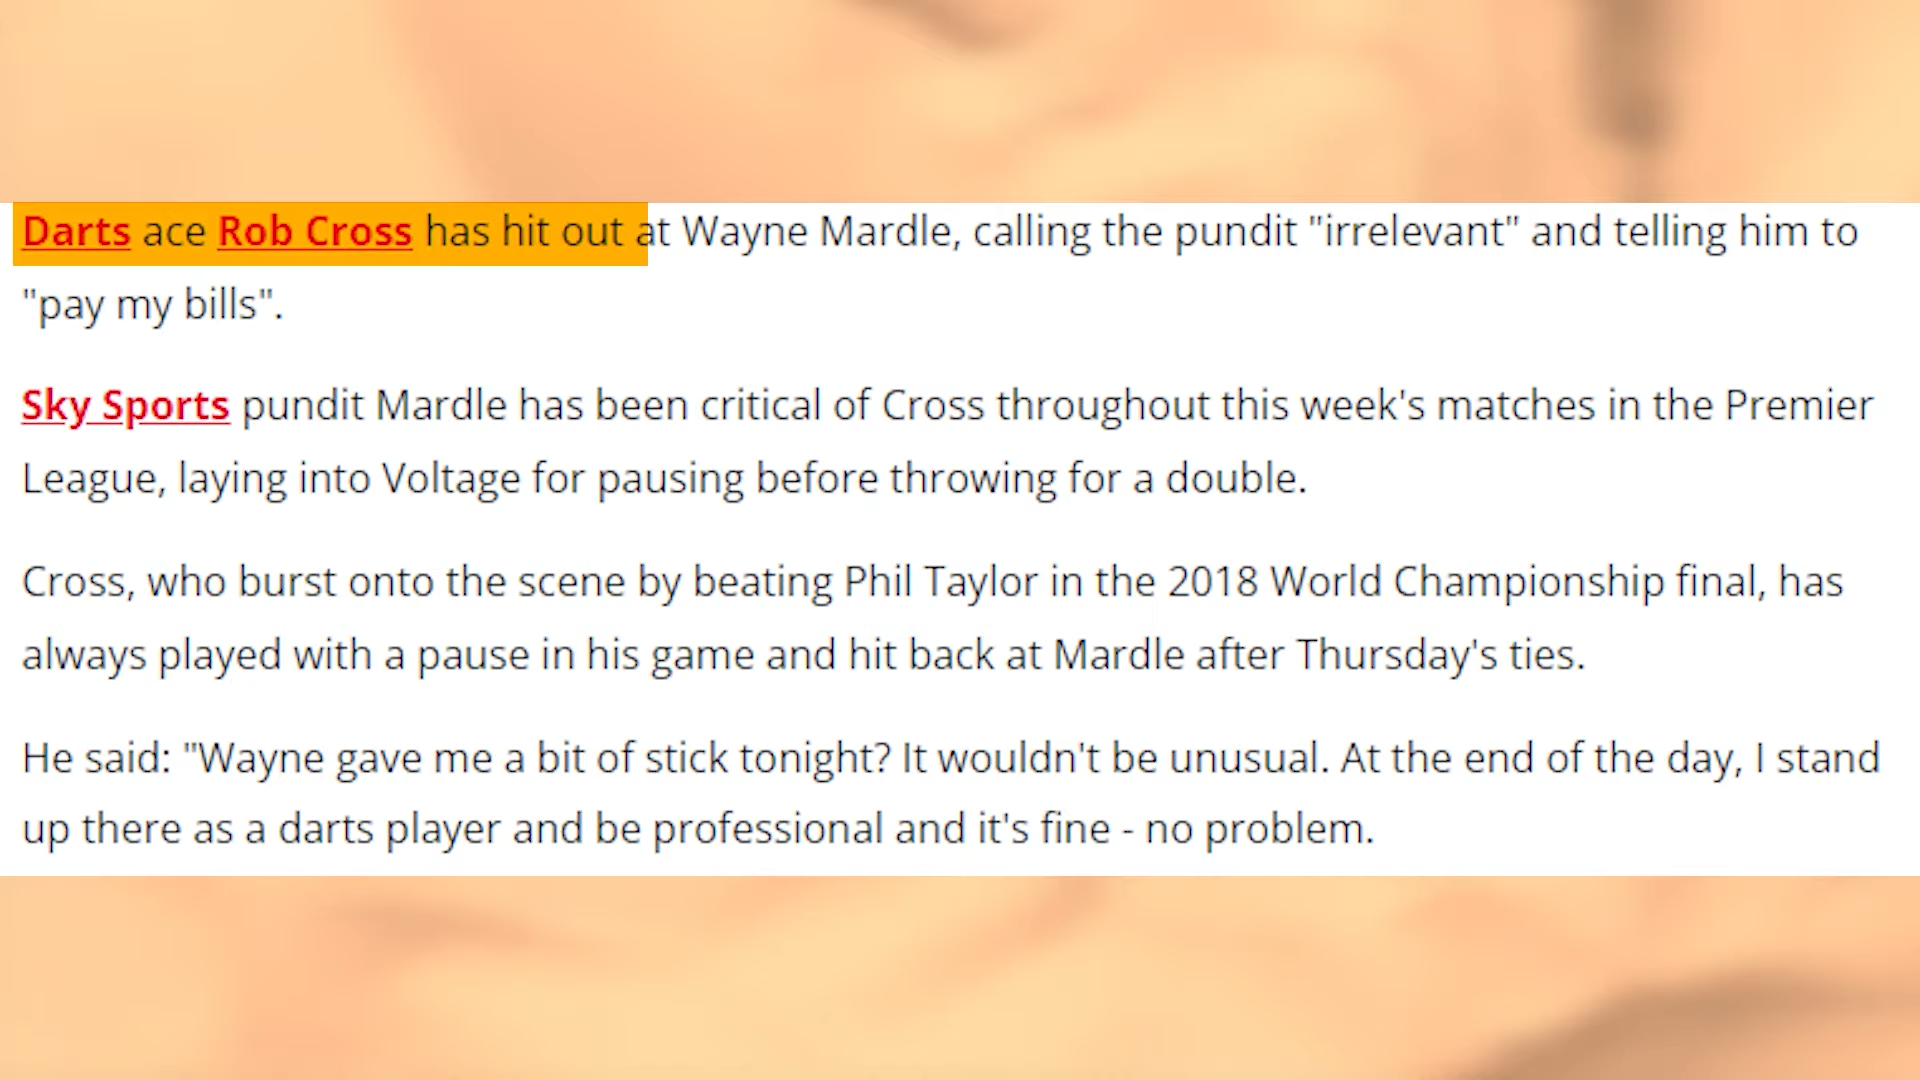 Darts ace Rob Cross has hit out at Wayne Mardle, calling the pundit "irrelevant" and telling him to
"pay my bills".
Sky Sports pundit Mardle has been critical of Cross throughout this week's matches in the Premier
League, laying into Voltage for pausing before throwing for a double.
Cross, who burst onto the scene by beating Phil Taylor in the 2018 World Championship final, has
always played with a pause in his game and hit back at Mardle after Thursday's ties.
He said: "Wayne gave me a bit of stick tonight? It wouldn't be unusual. At the end of the day, I stand
up there as a darts player and be professional and it's fine - no problem.